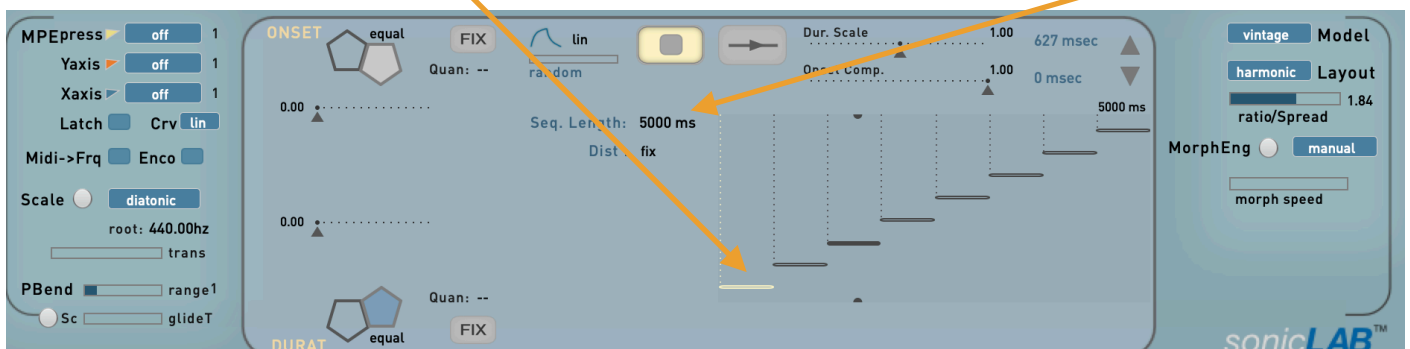 MPEpress off 1
Yaxis off 1
Xaxis off 1
Latch Crv lin
Midi->Frq Enco
Scale diatonic
root: 440.00hz
trans
PBend range1
Sc glideT
ONSET equal FIX
Quan: --
0.00
0.00
Quan: --
DURAT equal FIX
lin
random
Seq. Length: 5000 ms
Dist : fix
Dur. Scale 1.00 627 msec
Onset Comp. 1.00 0 msec
5000 ms
vintage Model
harmonic Layout
1.84
ratio/Spread
MorphEng manual
morph speed
sonicLAB™